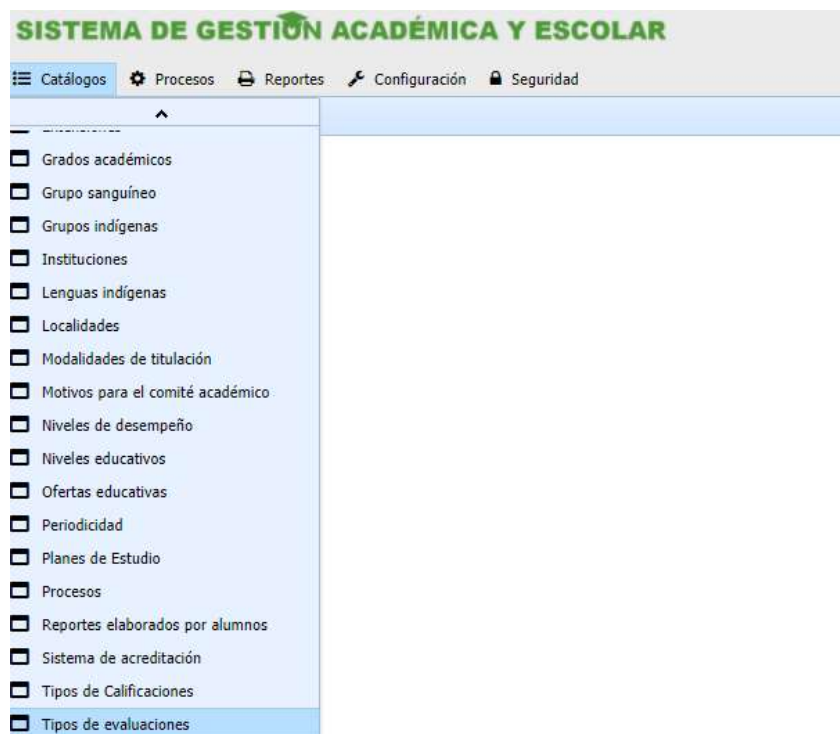 SISTEMA DE GESTIÓN ACADÉMICA Y ESCOLAR
Catálogos Procesos Reportes Configuración Seguridad
Grados académicos
Grupo sanguíneo
Grupos indígenas
Instituciones
Lenguas indígenas
Localidades
Modalidades de titulación
Motivos para el comité académico
Niveles de desempeño
Niveles educativos
Ofertas educativas
Periodicidad
Planes de Estudio
Procesos
Reportes elaborados por alumnos
Sistema de acreditación
Tipos de Calificaciones
Tipos de evaluaciones